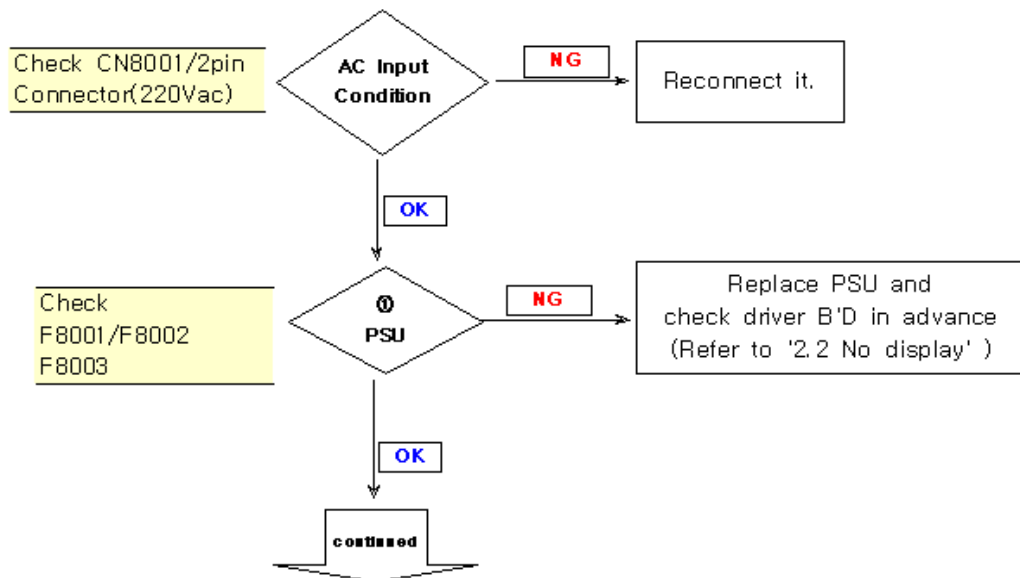 Check CN8001/2pin
Connector(220Vac)
AC Input
Condition
NG
Reconnect it.
OK
Check
F8001/F8002
F8003
①
PSU
NG
Replace PSU and
check driver B'D in advance
(Refer to '2.2 No display' )
OK
continued